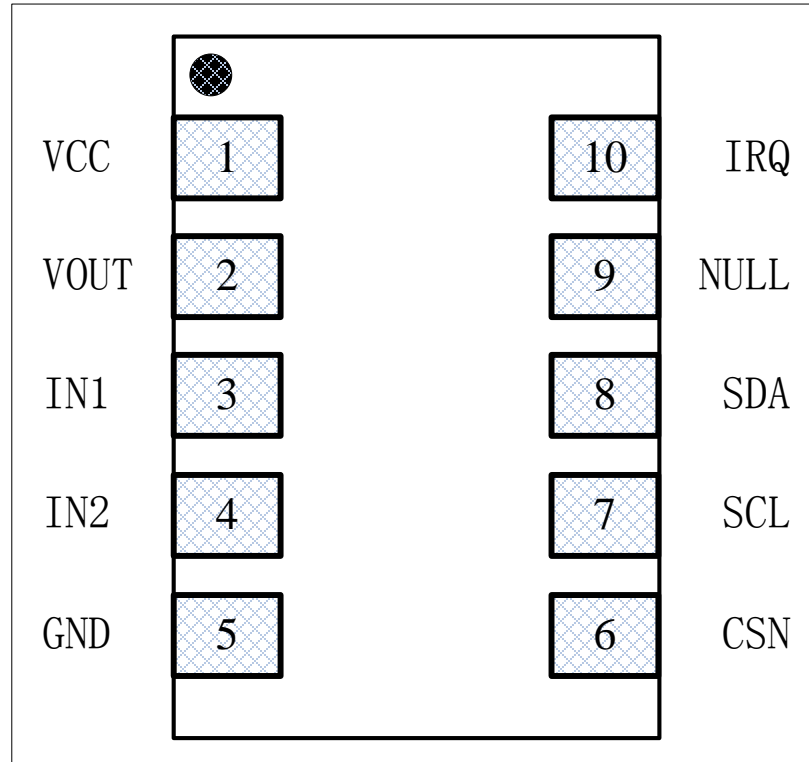 VCC 1 10 IRQ
VOUT 2 9 NULL
IN1 3 8 SDA
IN2 4 7 SCL
GND 5 6 CSN